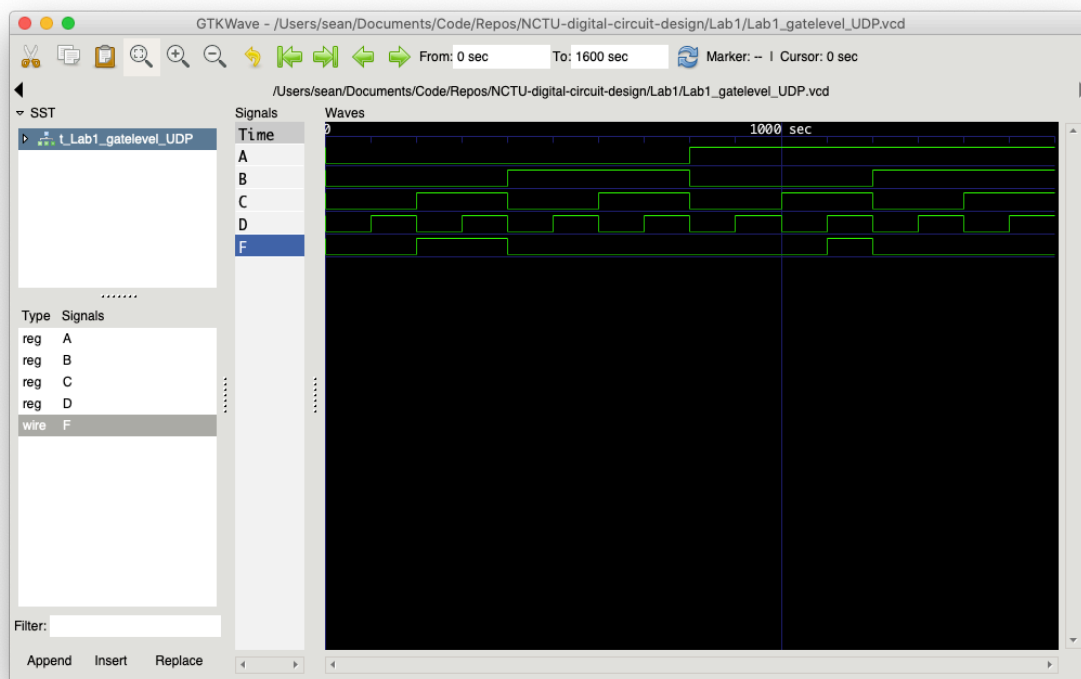 GTKWave - /Users/sean/Documents/Code/Repos/NCTU-digital-circuit-design/Lab1/Lab1_gatelevel_UDP.vcd
From: 0 sec To: 1600 sec Marker: -- | Cursor: 0 sec
/Users/sean/Documents/Code/Repos/NCTU-digital-circuit-design/Lab1/Lab1_gatelevel_UDP.vcd
SST
t_Lab1_gatelevel_UDP
Type Signals
reg A
reg B
reg C
reg D
wire F
Filter:
Append Insert Replace
Signals
Time
A
B
C
D
F
Waves
0 1000 sec